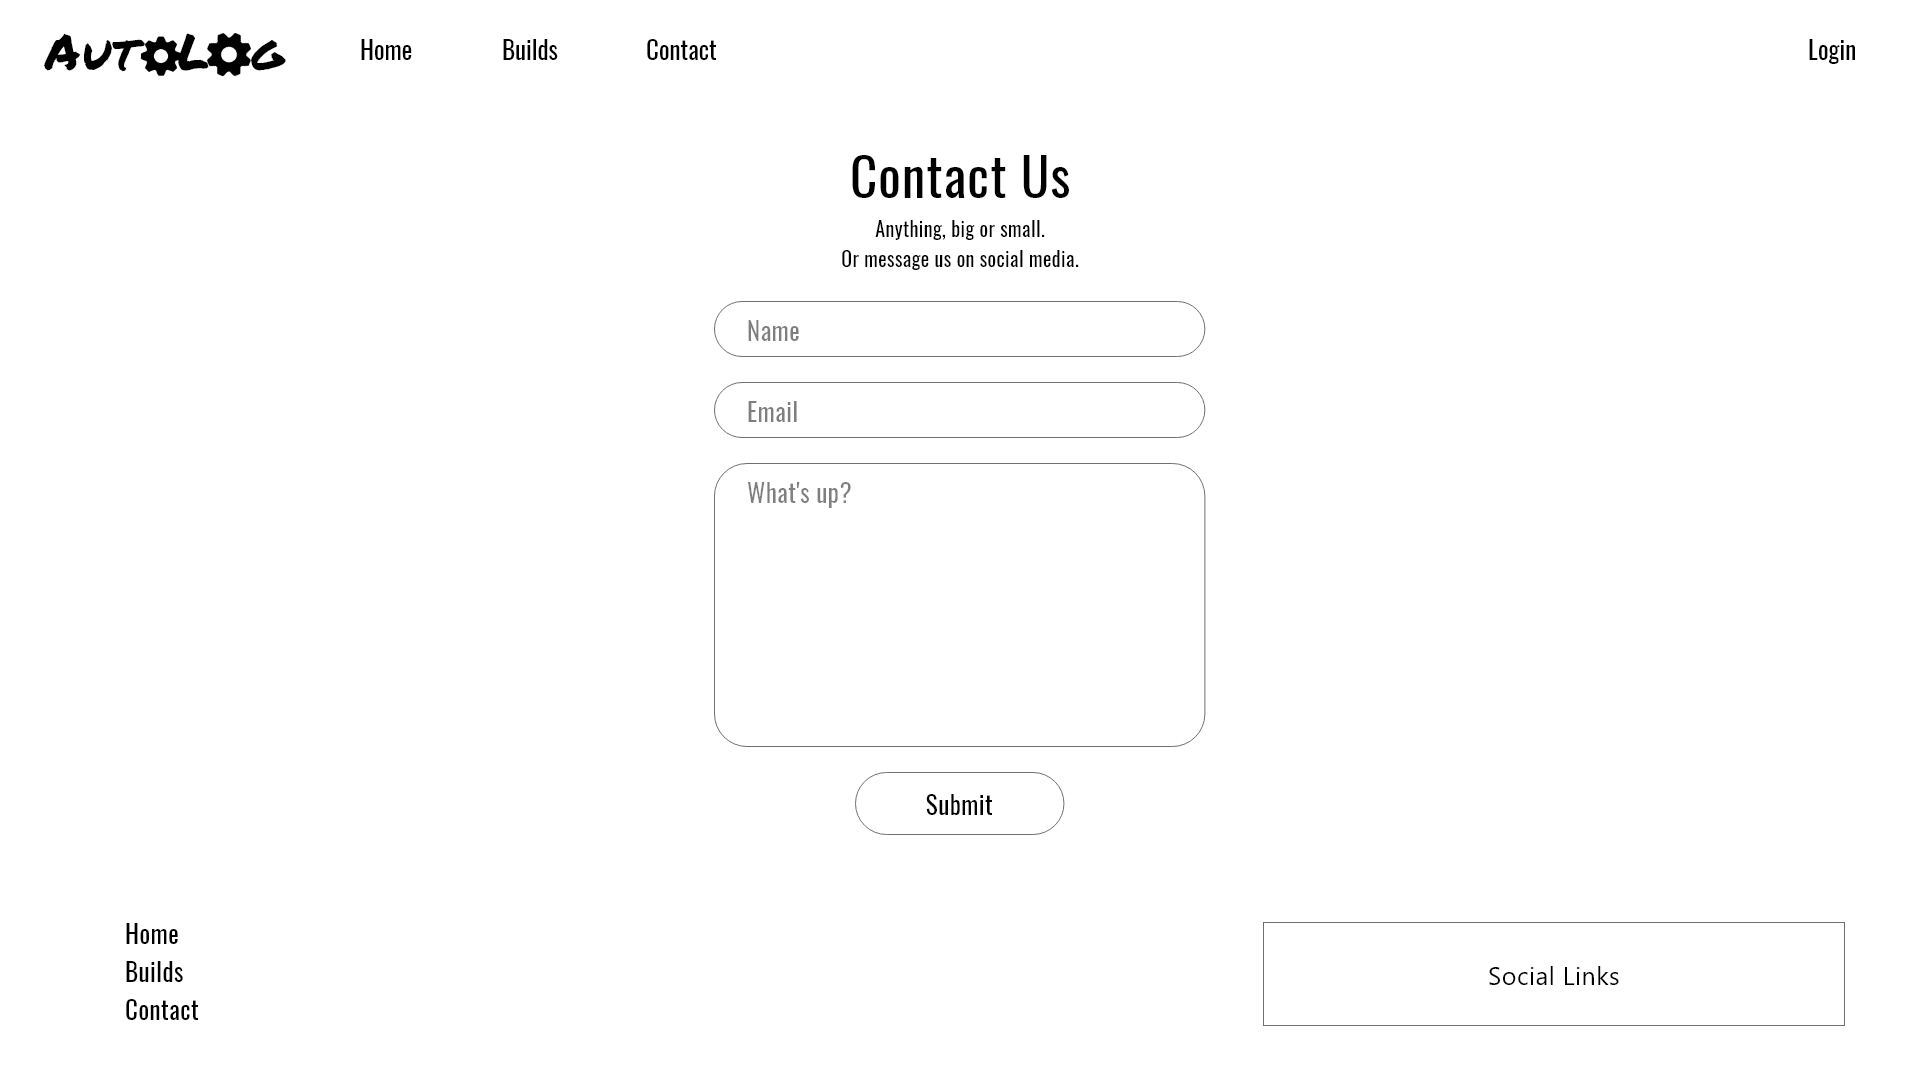 AUTOLOG Home Builds Contact Login
Contact Us
Anything, big or small.
Or message us on social media.
Name
Email
What's up?
Submit
Home
Builds
Contact
Social Links